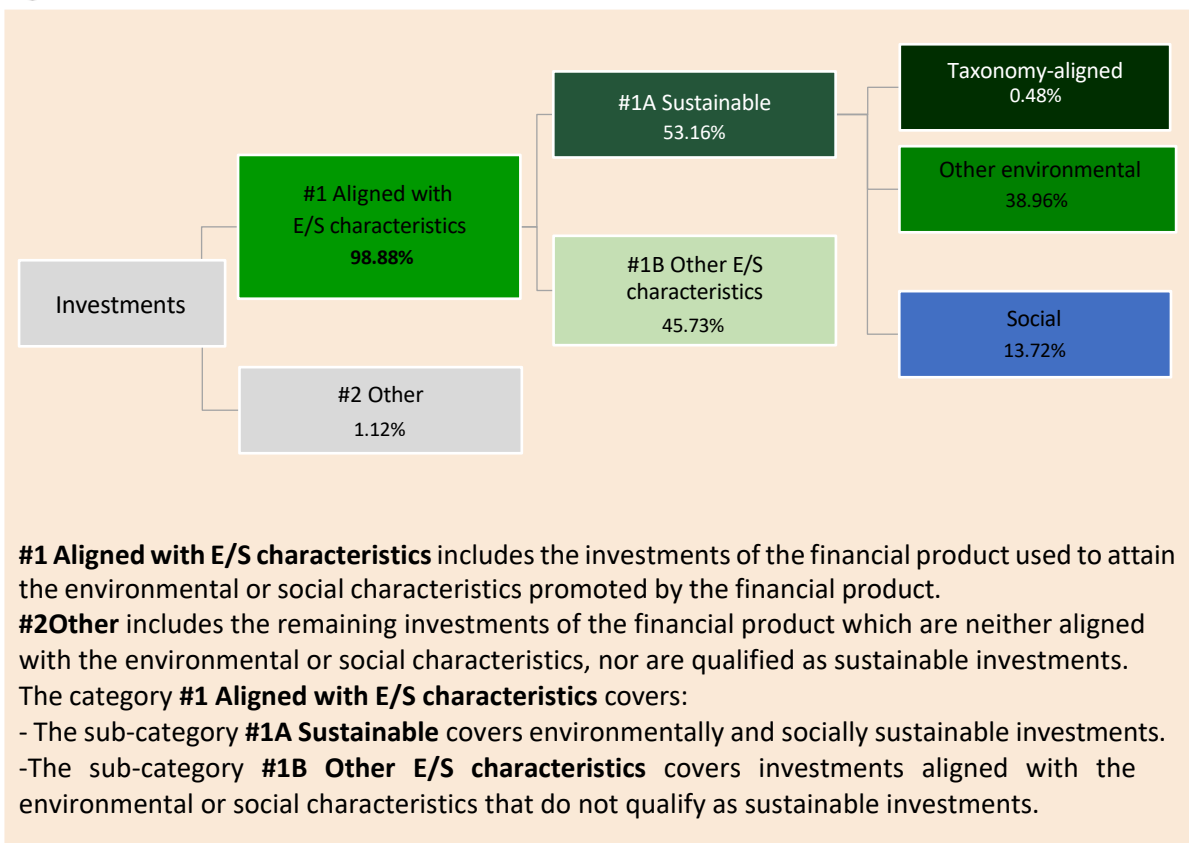 Investments
#1 Aligned with
E/S characteristics
98.88%
#2 Other
1.12%
#1A Sustainable
53.16%
#1B Other E/S
characteristics
45.73%
Taxonomy-aligned
0.48%
Other environmental
38.96%
Social
13.72%
#1 Aligned with E/S characteristics includes the investments of the financial product used to attain
the environmental or social characteristics promoted by the financial product.
#2Other includes the remaining investments of the financial product which are neither aligned
with the environmental or social characteristics, nor are qualified as sustainable investments.
The category #1 Aligned with E/S characteristics covers:
- The sub-category #1A Sustainable covers environmentally and socially sustainable investments.
-The sub-category #1B Other E/S characteristics covers investments aligned with the
environmental or social characteristics that do not qualify as sustainable investments.